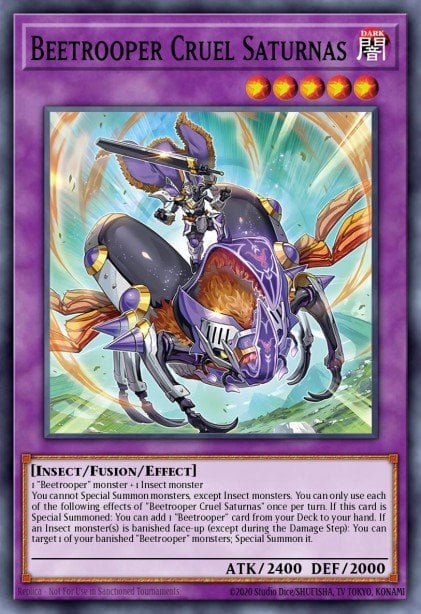 BEETROOPER CRUEL SATURNAS
DARK
闇
[INSECT/FUSION/EFFECT]
1 "Beetrooper" monster + 1 Insect monster
You cannot Special Summon monsters, except Insect monsters. You can only use each
of the following effects of "Beetrooper Cruel Saturnas" once per turn. If this card is
Special Summoned: You can add 1 "Beetrooper" card from your Deck to your hand. If
an Insect monster(s) is banished face-up (except during the Damage Step): You can
target 1 of your banished "Beetrooper" monsters; Special Summon it.
ATK/2400 DEF/2000
Replica - Not For Use in Sanctioned Tournaments
©2020 Studio Dice/SHUEISHA, TV TOKYO, KONAMI